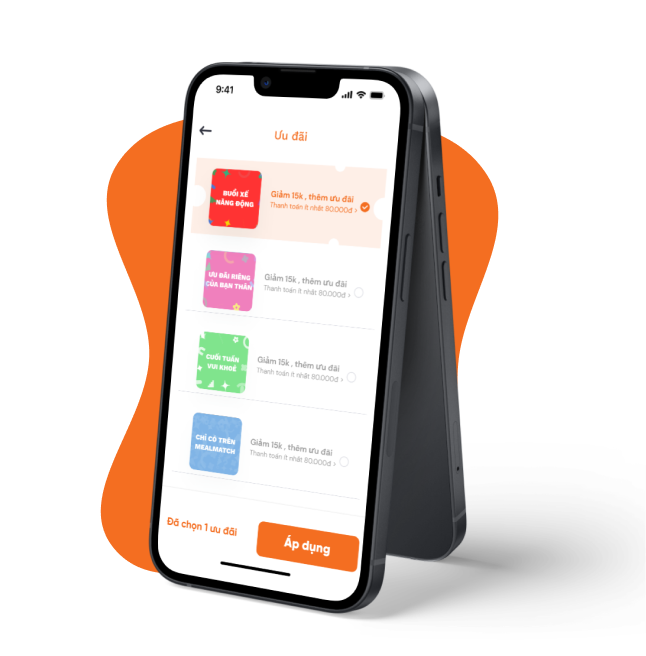 9:41
Ưu đãi
BUỔI XẾ
NĂNG ĐỘNG
Giảm 15k , thêm ưu đãi
Thanh toán ít nhất 80.000đ >
ƯU ĐÃI RIÊNG
CỦA BẠN THÂN
Giảm 15k , thêm ưu đãi
Thanh toán ít nhất 80.000đ >
CUỐI TUẦN
VUI KHOẺ
Giảm 15k , thêm ưu đãi
Thanh toán ít nhất 80.000đ >
CHỈ CÓ TRÊN
MEALMATCH
Giảm 15k , thêm ưu đãi
Thanh toán ít nhất 80.000đ >
Đã chọn 1 ưu đãi
Áp dụng